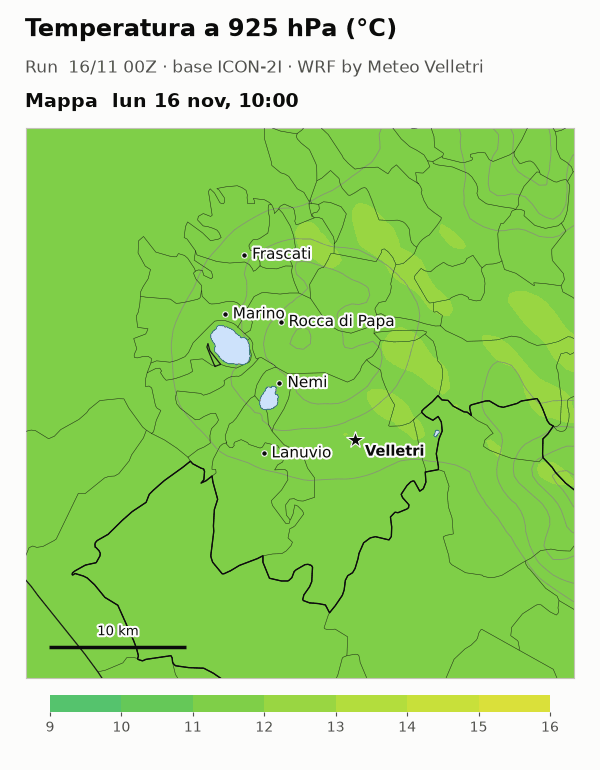 Temperatura a 925 hPa (°C)
Run  16/11 00Z · base ICON-2I · WRF by Meteo Velletri
Mappa  lun 16 nov, 10:00
Frascati
Marino
Rocca di Papa
Nemi
Velletri
Lanuvio
10 km
9 10 11 12 13 14 15 16